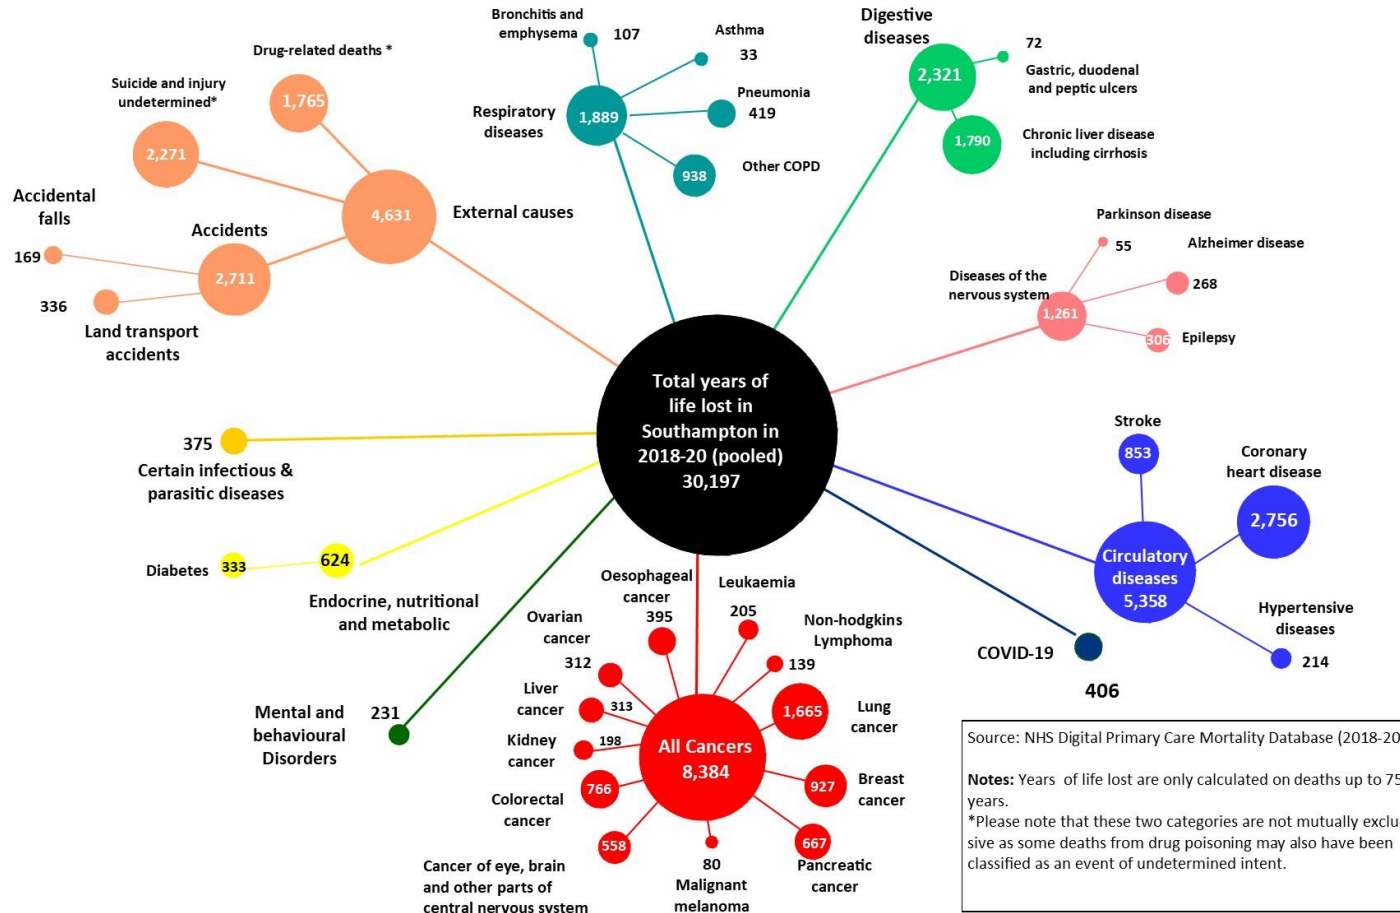 Bronchitis and
emphysema
107
Asthma
33
Pneumonia
419
Respiratory
diseases
1,889
Other COPD
938
Digestive
diseases
2,321
72
Gastric, duodenal
and peptic ulcers
1,790
Chronic liver disease
including cirrhosis
Drug-related deaths *
1,765
Suicide and injury
undetermined*
2,271
4,631
External causes
Accidental
falls
169
Accidents
2,711
336
Land transport
accidents
Parkinson disease
55
Alzheimer disease
268
Diseases of the
nervous system
1,261
306
Epilepsy
Total years of
life lost in
Southampton in
2018-20 (pooled)
30,197
375
Certain infectious &
parasitic diseases
Diabetes
333
624
Endocrine, nutritional
and metabolic
Mental and
behavioural
Disorders
231
Stroke
853
Coronary
heart disease
2,756
Circulatory
diseases
5,358
Hypertensive
diseases
214
COVID-19
406
Oesophageal
cancer
395
Leukaemia
205
Non-hodgkins
Lymphoma
139
Ovarian
cancer
312
Liver
cancer
313
Kidney
cancer
198
Colorectal
cancer
766
558
Cancer of eye, brain
and other parts of
central nervous system
All Cancers
8,384
1,665
Lung
cancer
927
Breast
cancer
667
Pancreatic
cancer
80
Malignant
melanoma
Source: NHS Digital Primary Care Mortality Database (2018-20
Notes: Years of life lost are only calculated on deaths up to 75
years.
*Please note that these two categories are not mutually exclu
sive as some deaths from drug poisoning may also have been
classified as an event of undetermined intent.